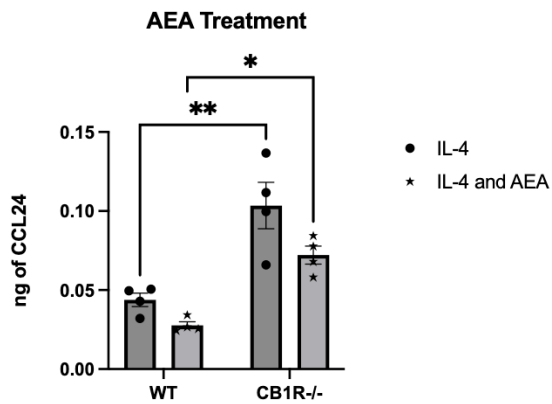 AEA Treatment
*
**
0.15
0.10
0.05
0.00
ng of CCL24
WT
CB1R-/-
IL-4
IL-4 and AEA